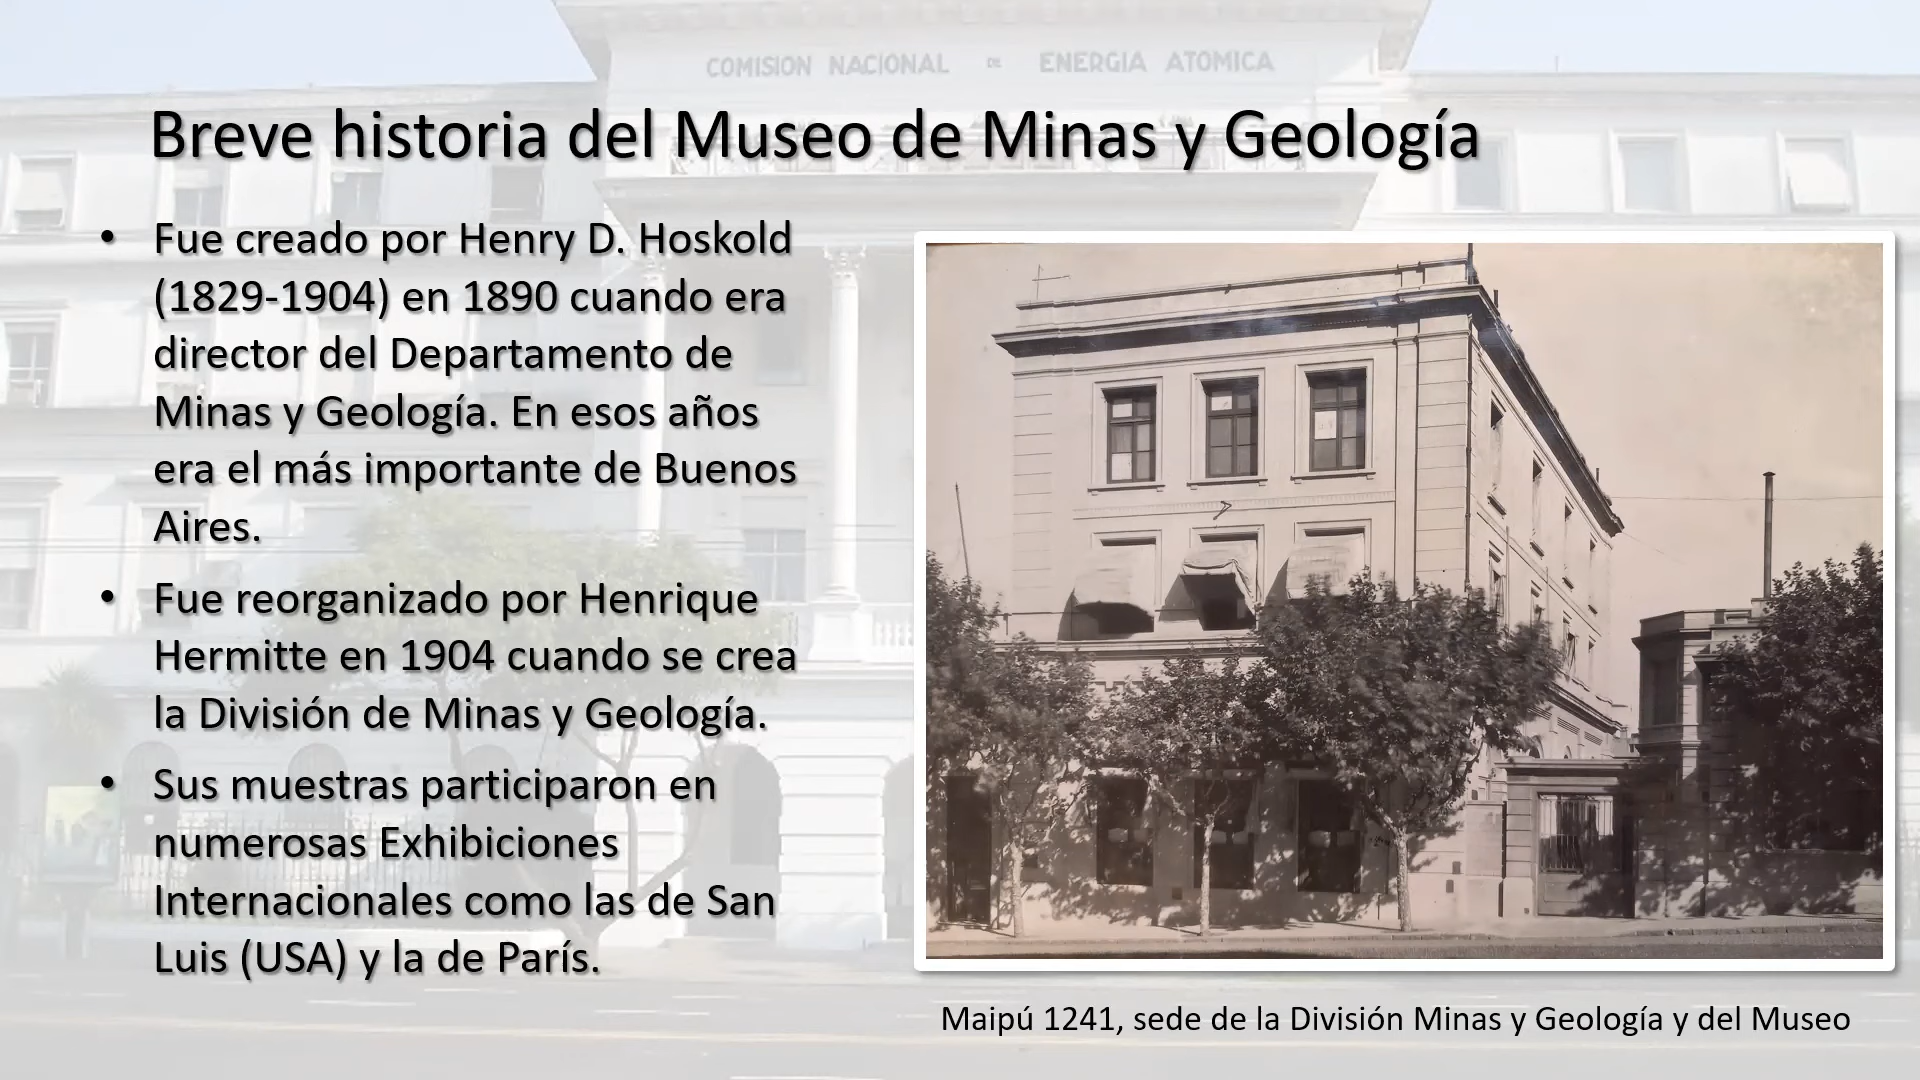 COMISION NACIONAL DE ENERGIA ATOMICA
Breve historia del Museo de Minas y Geología
• Fue creado por Henry D. Hoskold
(1829-1904) en 1890 cuando era
director del Departamento de
Minas y Geología. En esos años
era el más importante de Buenos
Aires.
• Fue reorganizado por Henrique
Hermitte en 1904 cuando se crea
la División de Minas y Geología.
• Sus muestras participaron en
numerosas Exhibiciones
Internacionales como las de San
Luis (USA) y la de París.
Maipú 1241, sede de la División Minas y Geología y del Museo